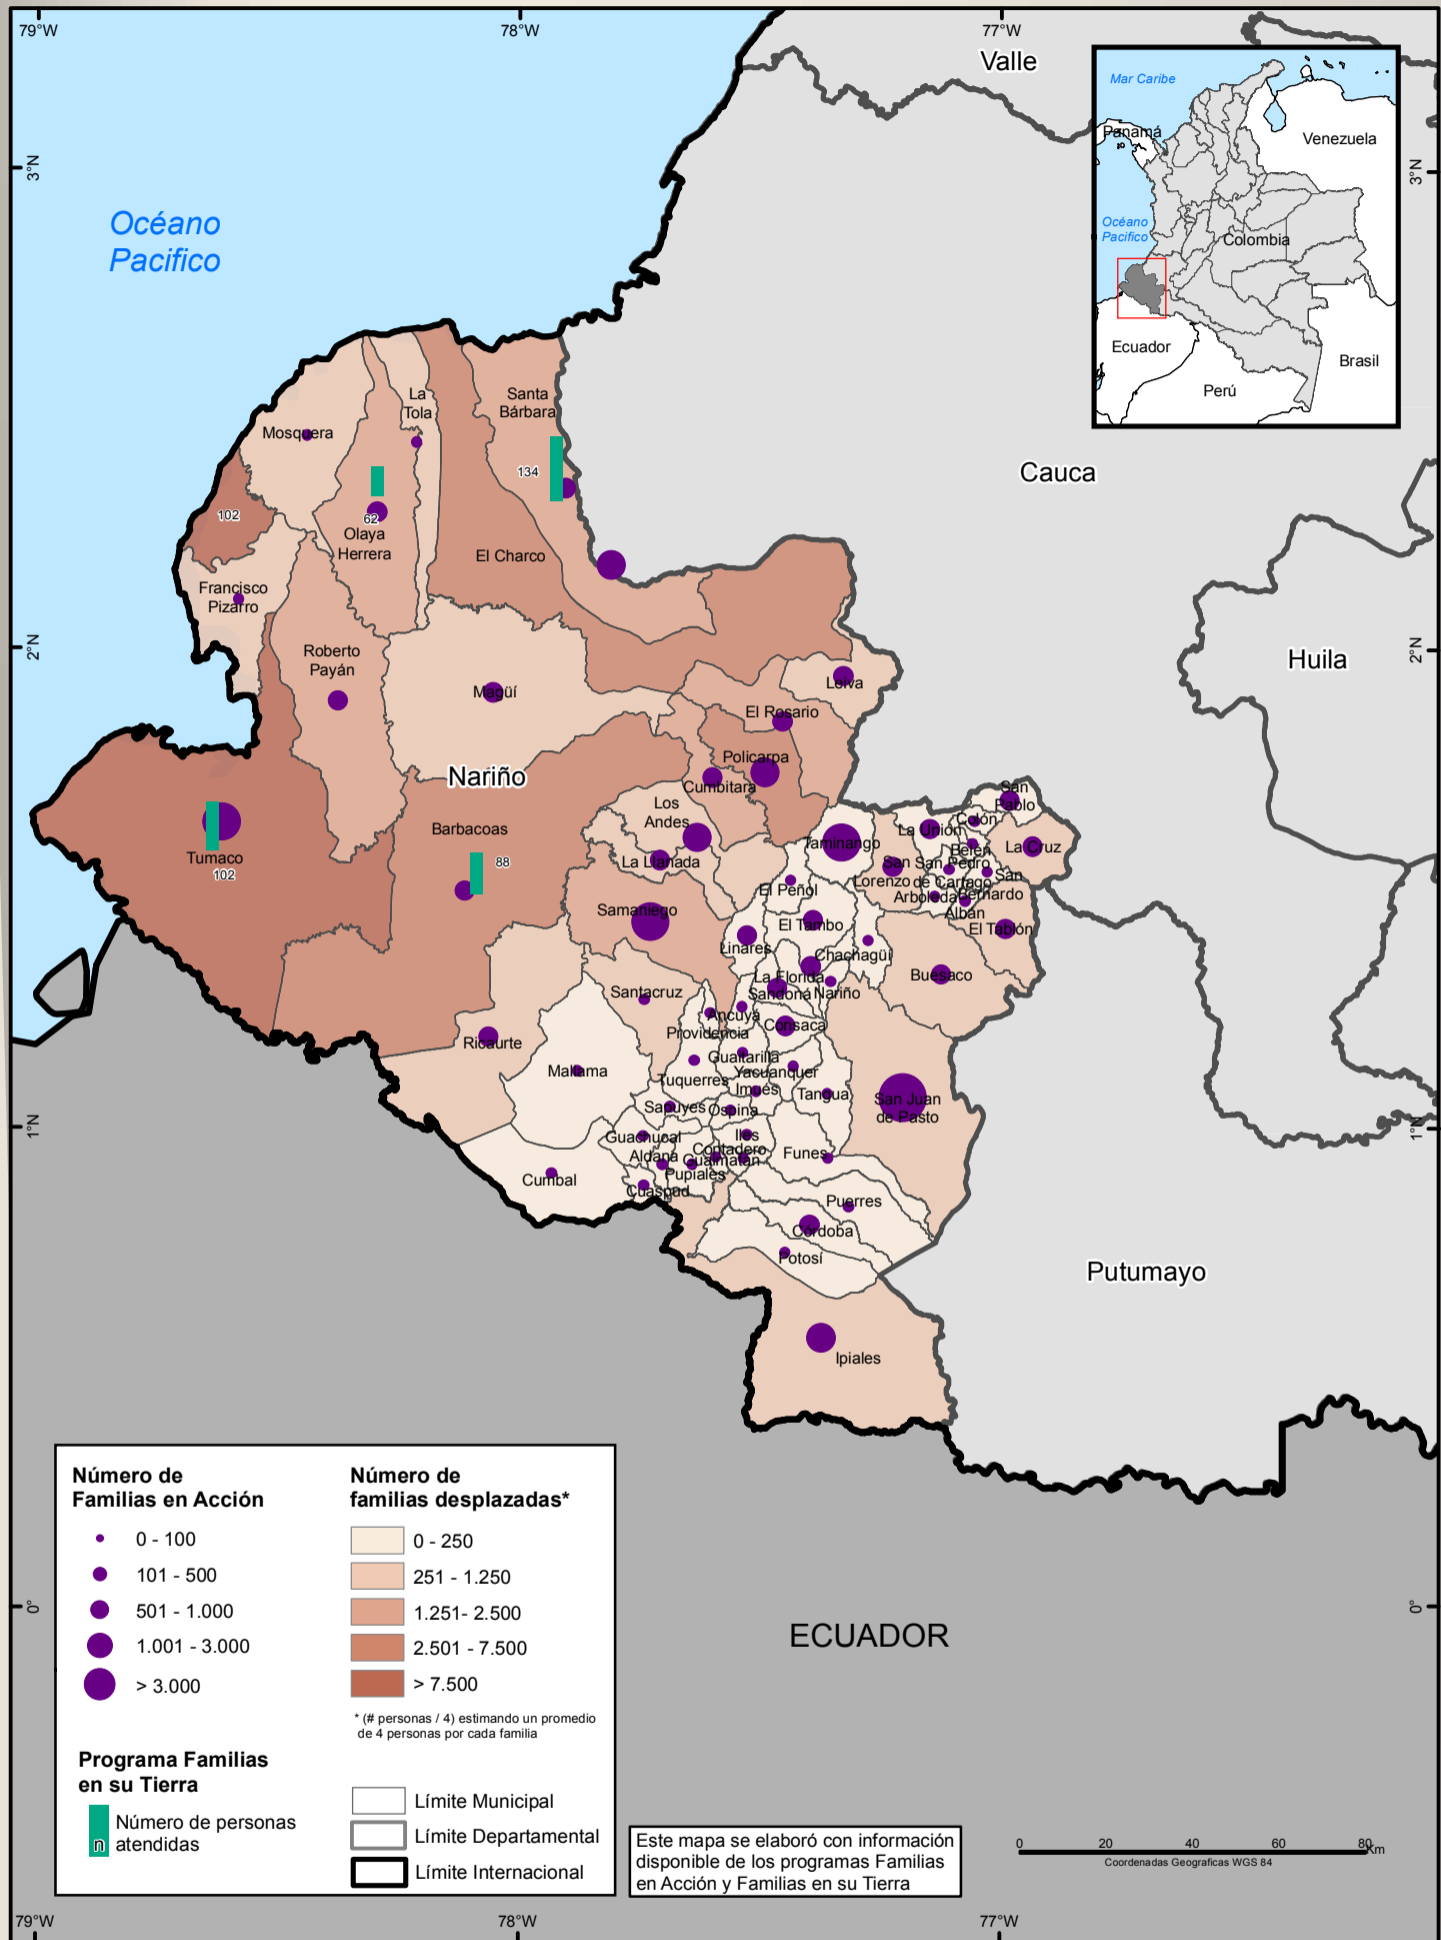 79°W
78°W
77°W
3°N
3°N
2°N
2°N
1°N
1°N
0°
0°
79°W
78°W
77°W
Valle
Mar Caribe
Panamá
Venezuela
Océano
Pacifico
Colombia
Ecuador
Brasil
Perú
Océano
Pacifico
Cauca
Huila
Putumayo
ECUADOR
Nariño
La
Tola
Santa
Bárbara
Mosquera
134
102
62
Olaya
Herrera
El Charco
Francisco
Pizarro
Roberto
Payán
Magüí
Leiva
El Rosario
Policarpa
Cumbitara
Los
Andes
Barbacoas
88
Tumaco
102
La Llanada
Taminango
San
Pablo
Colón
La Unión
Belén
La Cruz
San
Lorenzo
San Pedro
de Cartago
San
Bernardo
Arboleda
Albán
El Peñol
El Tablón
Samaniego
El Tambo
Linares
Chachagüí
Buesaco
La Florida
Sandoná
Nariño
Santacruz
Ancuyá
Providencia
Consaca
Ricaurte
Guaitarilla
Yacuanquer
Mallama
Tuquerres
Imués
Tangua
San Juan
de Pasto
Sapuyes
Ospina
Guachucal
Iles
Contadero
Aldana
Gualmatán
Funes
Pupiales
Cumbal
Cuaspud
Puerres
Córdoba
Potosí
Ipiales
Número de
Familias en Acción
0 - 100
101 - 500
501 - 1.000
1.001 - 3.000
> 3.000
Programa Familias
en su Tierra
n
Número de personas
atendidas
Número de
familias desplazadas*
0 - 250
251 - 1.250
1.251- 2.500
2.501 - 7.500
> 7.500
* (# personas / 4) estimando un promedio
de 4 personas por cada familia
Límite Municipal
Límite Departamental
Límite Internacional
Este mapa se elaboró con información
disponible de los programas Familias
en Acción y Familias en su Tierra
0 20 40 60 80 Km
Coordenadas Geograficas WGS 84